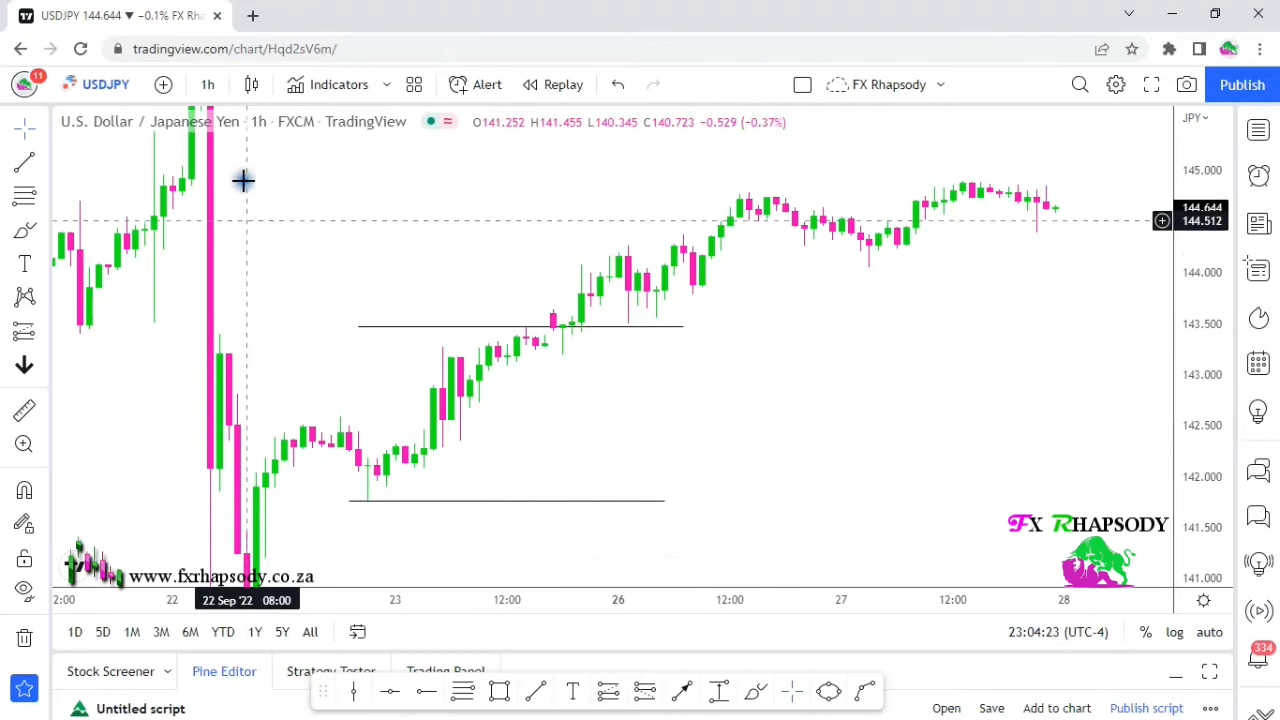 USDJPY 144.644 ▼ −0.1% FX Rha
tradingview.com/chart/Hqd2sV6m/
11
USDJPY
1h
Indicators
Alert
Replay
FX Rhapsody
Publish
U.S. Dollar / Japanese Yen · 1h · FXCM · TradingView
O141.252 H141.455 L140.345 C140.723 −0.529 (−0.37%)
JPY
145.000
144.644
144.512
144.000
143.500
143.000
142.500
142.000
141.500
141.000
FX RHAPSODY
www.fxrhapsody.co.za
2:00
22
22 Sep '22 08:00
23
12:00
26
12:00
27
12:00
28
1D 5D 1M 3M 6M YTD 1Y 5Y All
23:04:23 (UTC-4)
% log auto
334
Stock Screener
Pine Editor
Strategy Tester
Trading Panel
Untitled script
Open Save Add to chart Publish script